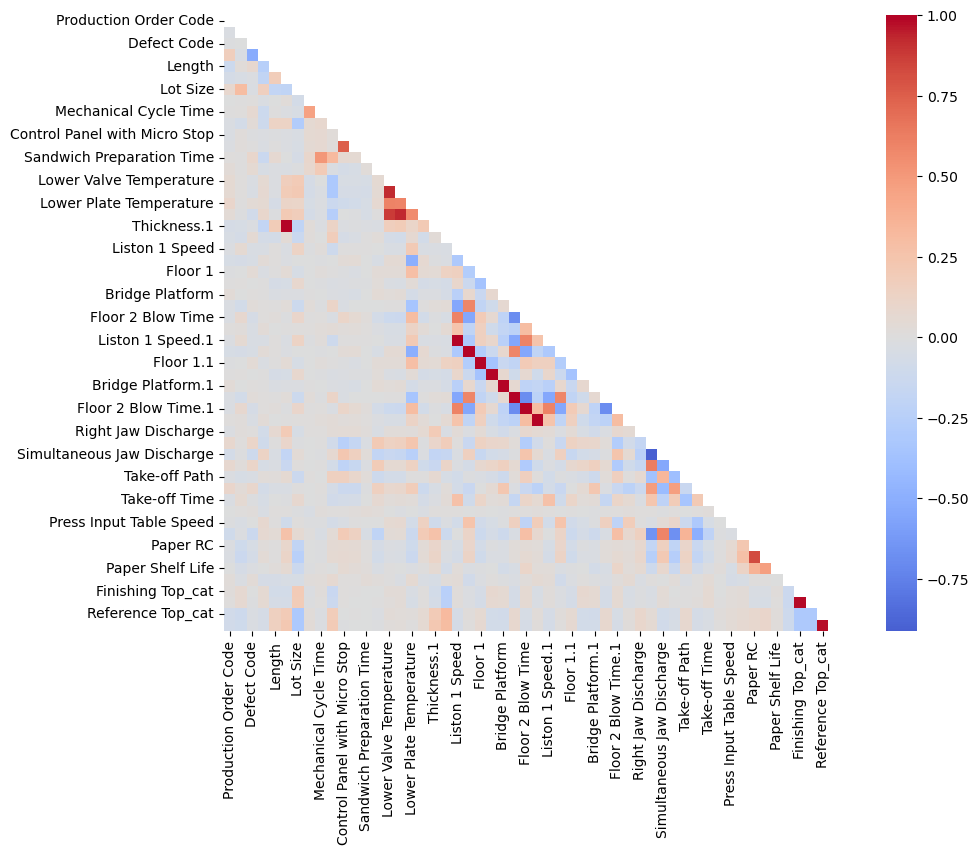 Production Order Code
Defect Code
Length
Lot Size
Mechanical Cycle Time
Control Panel with Micro Stop
Sandwich Preparation Time
Lower Valve Temperature
Lower Plate Temperature
Thickness.1
Liston 1 Speed
Floor 1
Bridge Platform
Floor 2 Blow Time
Liston 1 Speed.1
Floor 1.1
Bridge Platform.1
Floor 2 Blow Time.1
Right Jaw Discharge
Simultaneous Jaw Discharge
Take-off Path
Take-off Time
Press Input Table Speed
Paper RC
Paper Shelf Life
Finishing Top_cat
Reference Top_cat
Production Order Code
Defect Code
Length
Lot Size
Mechanical Cycle Time
Control Panel with Micro Stop
Sandwich Preparation Time
Lower Valve Temperature
Lower Plate Temperature
Thickness.1
Liston 1 Speed
Floor 1
Bridge Platform
Floor 2 Blow Time
Liston 1 Speed.1
Floor 1.1
Bridge Platform.1
Floor 2 Blow Time.1
Right Jaw Discharge
Simultaneous Jaw Discharge
Take-off Path
Take-off Time
Press Input Table Speed
Paper RC
Paper Shelf Life
Finishing Top_cat
Reference Top_cat
1.00
0.75
0.50
0.25
0.00
−0.25
−0.50
−0.75